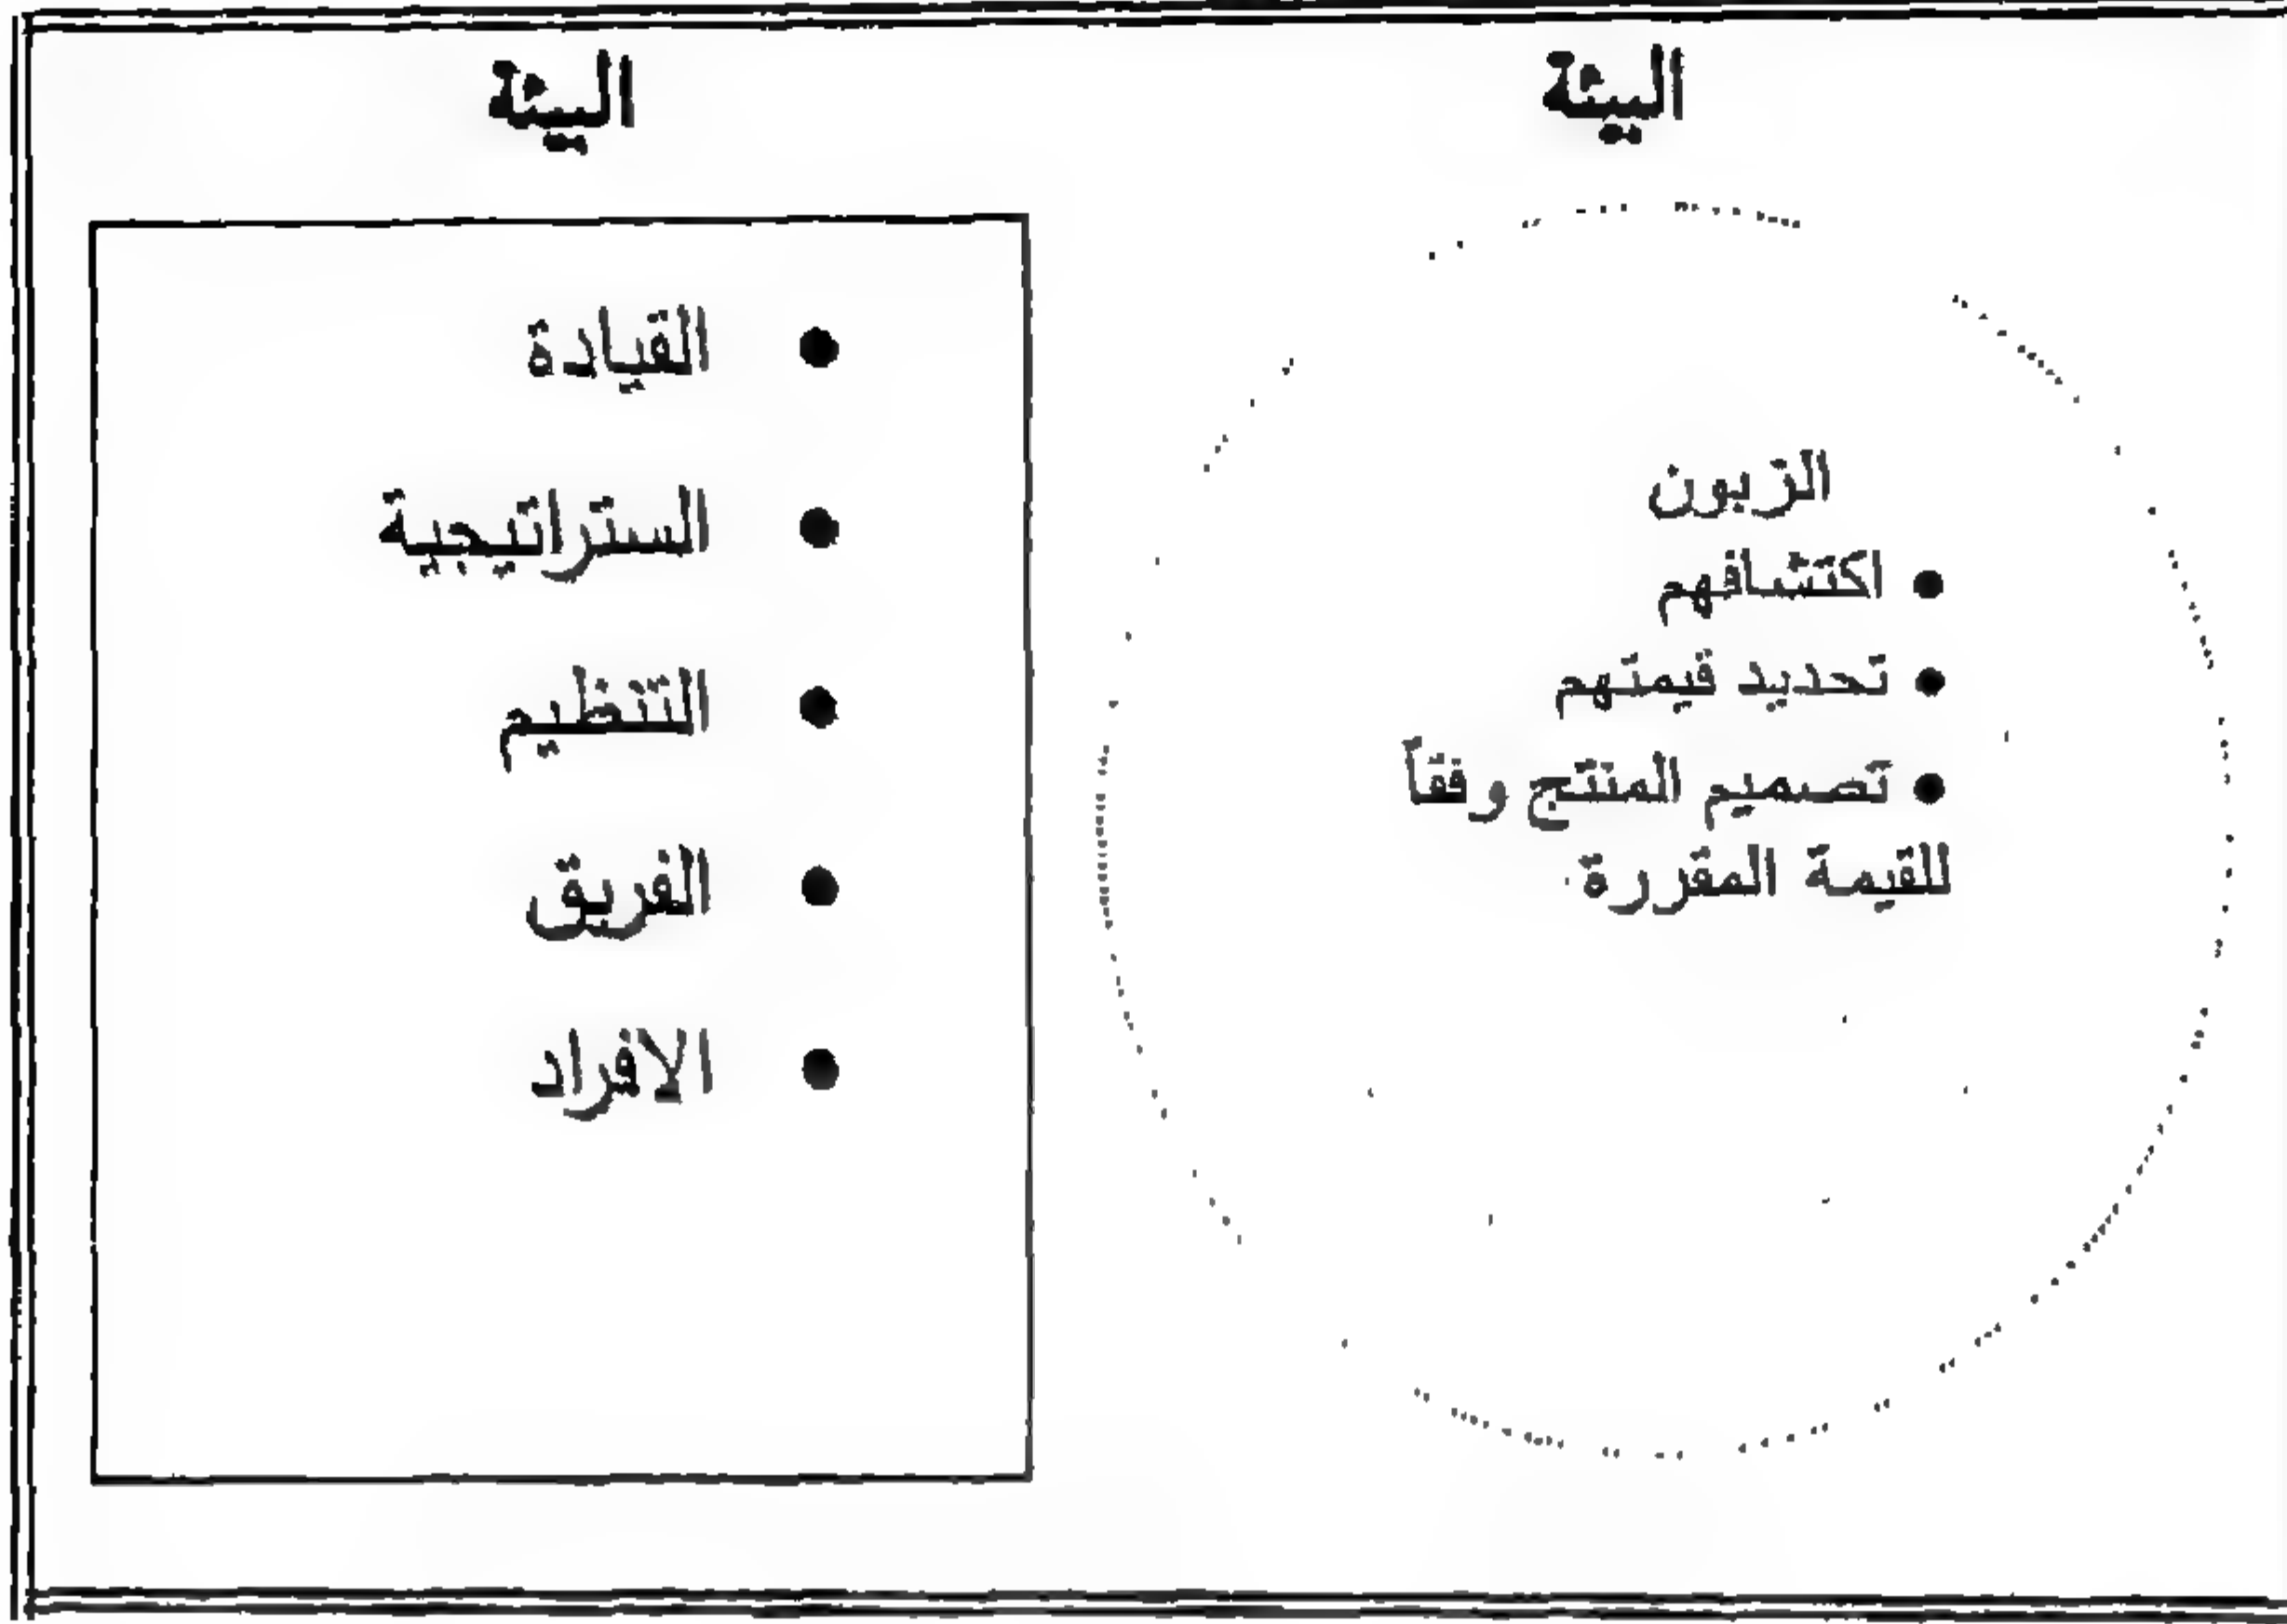 البيئة
الزبون
• اكتشافهم
• تحديد قيمتهم
• تصميم المنتج وفقاً
للقيمة المقررة
البيئة
• القيادة
• الستراتيجية
• التنظيم
• الفريق
• الافراد